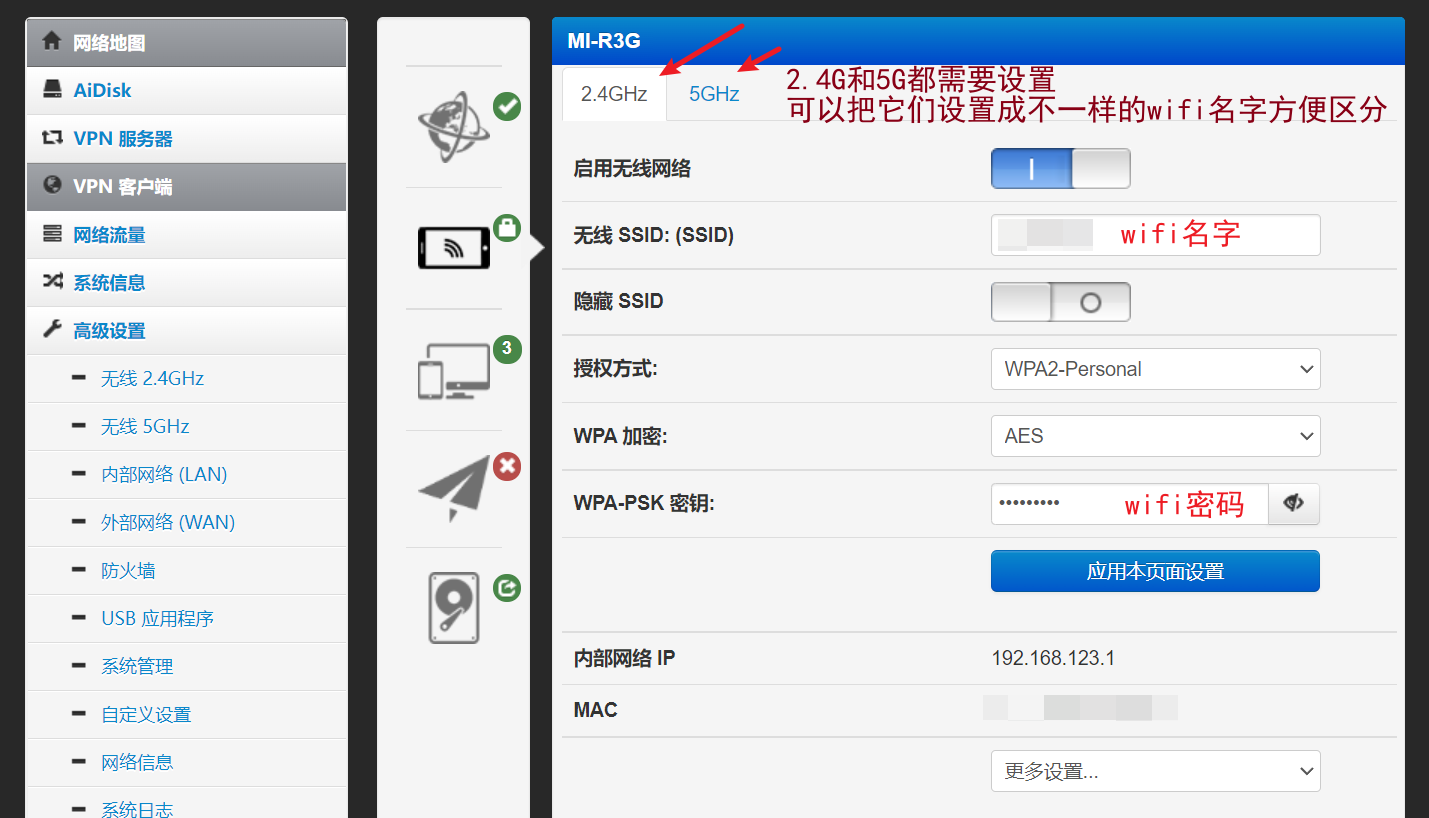 网络地图
AiDisk
VPN 服务器
VPN 客户端
网络流量
系统信息
高级设置
无线 2.4GHz
无线 5GHz
内部网络 (LAN)
外部网络 (WAN)
防火墙
USB 应用程序
系统管理
自定义设置
网络信息
系统日志
3
MI-R3G
2.4GHz
5GHz
2.4G和5G都需要设置
可以把它们设置成不一样的wifi名字方便区分
启用无线网络
无线 SSID: (SSID)
wifi名字
隐藏 SSID
授权方式:
WPA2-Personal
WPA 加密:
AES
WPA-PSK 密钥:
•••••••••
wifi密码
应用本页面设置
内部网络 IP
192.168.123.1
MAC
更多设置...